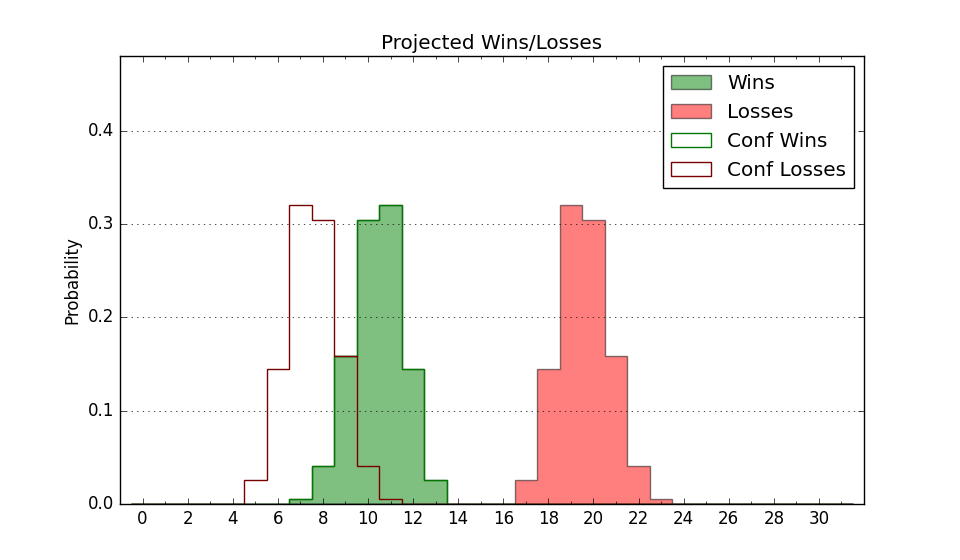 Projected Wins/Losses
Wins
Losses
Conf Wins
Conf Losses
Probability
0.4
0.3
0.2
0.1
0.0
0 2 4 6 8 10 12 14 16 18 20 22 24 26 28 30